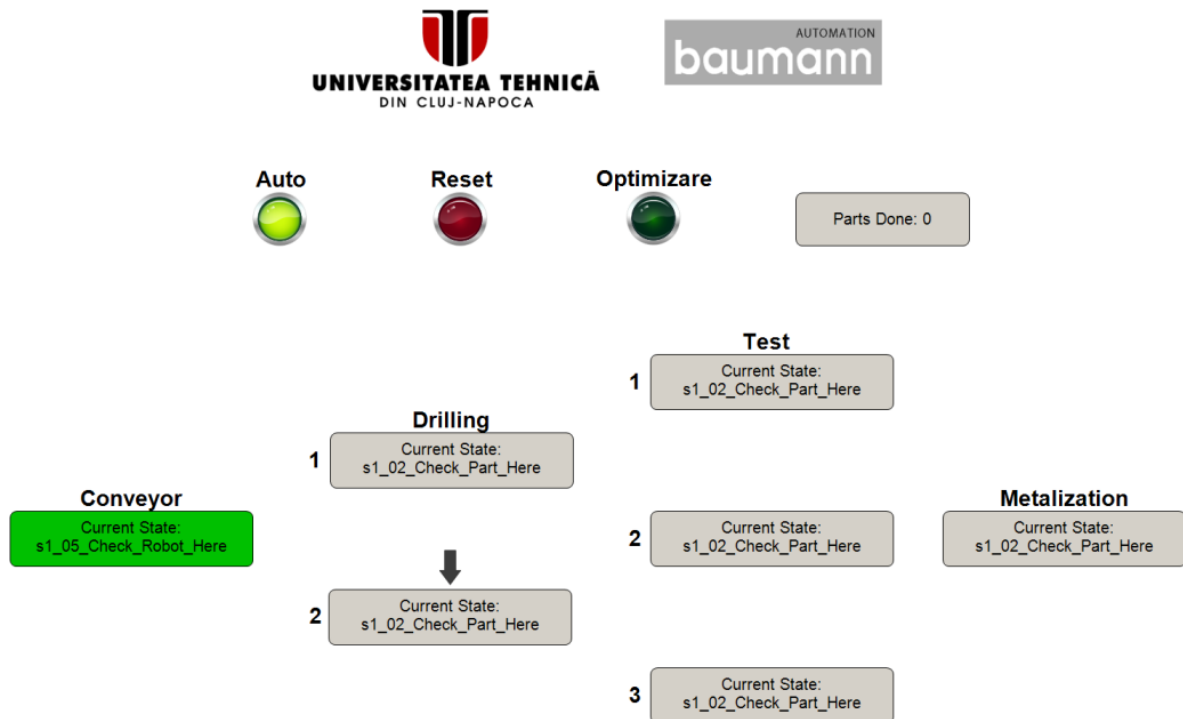 UNIVERSITATEA TEHNICĂ
DIN CLUJ-NAPOCA
AUTOMATION
baumann
Auto
Reset
Optimizare
Parts Done: 0
Test
1
Current State:
s1_02_Check_Part_Here
Drilling
1
Current State:
s1_02_Check_Part_Here
Conveyor
Current State:
s1_05_Check_Robot_Here
2
Current State:
s1_02_Check_Part_Here
Metalization
Current State:
s1_02_Check_Part_Here
2
Current State:
s1_02_Check_Part_Here
3
Current State:
s1_02_Check_Part_Here